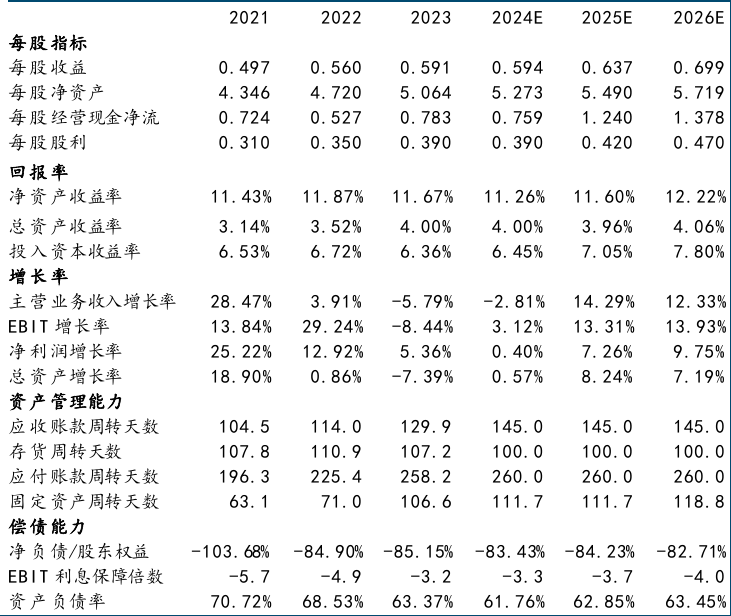 2021 2022 2023 2024E 2025E 2026E
每股指标
每股收益 0.497 0.560 0.591 0.594 0.637 0.699
每股净资产 4.346 4.720 5.064 5.273 5.490 5.719
每股经营现金净流 0.724 0.527 0.783 0.759 1.240 1.378
每股股利 0.310 0.350 0.390 0.390 0.420 0.470
回报率
净资产收益率 11.43% 11.87% 11.67% 11.26% 11.60% 12.22%
总资产收益率 3.14% 3.52% 4.00% 4.00% 3.96% 4.06%
投入资本收益率 6.53% 6.72% 6.36% 6.45% 7.05% 7.80%
增长率
主营业务收入增长率 28.47% 3.91% -5.79% -2.81% 14.29% 12.33%
EBIT增长率 13.84% 29.24% -8.44% 3.12% 13.31% 13.93%
净利润增长率 25.22% 12.92% 5.36% 0.40% 7.26% 9.75%
总资产增长率 18.90% 0.86% -7.39% 0.57% 8.24% 7.19%
资产管理能力
应收账款周转天数 104.5 114.0 129.9 145.0 145.0 145.0
存货周转天数 107.8 110.9 107.2 100.0 100.0 100.0
应付账款周转天数 196.3 225.4 258.2 260.0 260.0 260.0
固定资产周转天数 63.1 71.0 106.6 111.7 111.7 118.8
偿债能力
净负债/股东权益 -103.68% -84.90% -85.15% -83.43% -84.23% -82.71%
EBIT利息保障倍数 -5.7 -4.9 -3.2 -3.3 -3.7 -4.0
资产负债率 70.72% 68.53% 63.37% 61.76% 62.85% 63.45%